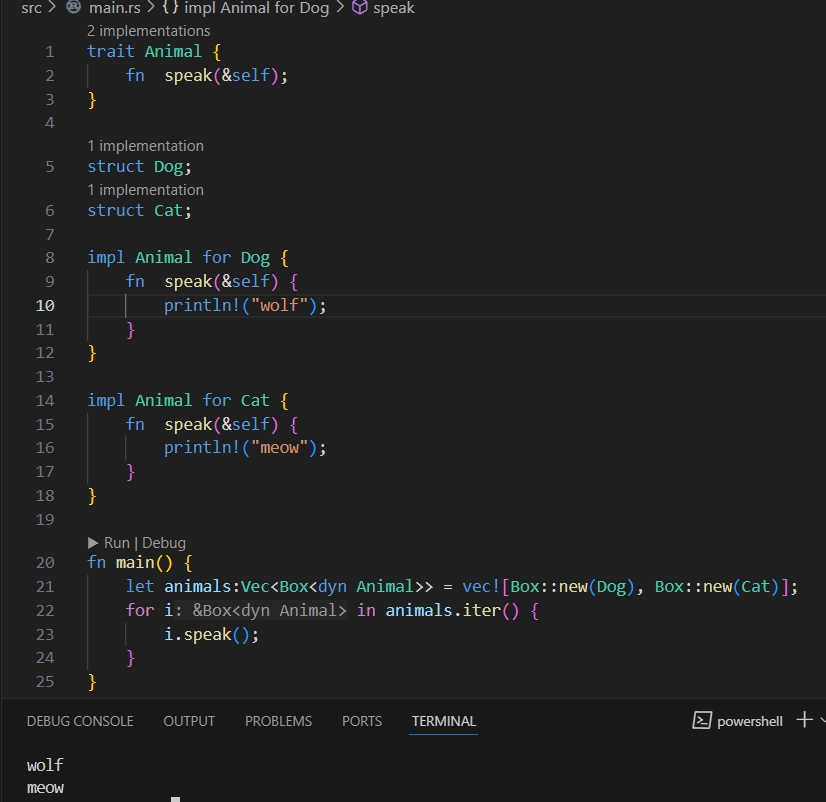 src > main.rs > {} impl Animal for Dog > speak
2 implementations
1 trait Animal {
2 fn  speak(&self);
3 }
4
1 implementation
5 struct Dog;
1 implementation
6 struct Cat;
7
8 impl Animal for Dog {
9 fn  speak(&self) {
10 println!("wolf");
11 }
12 }
13
14 impl Animal for Cat {
15 fn  speak(&self) {
16 println!("meow");
17 }
18 }
19
▶ Run | Debug
20 fn main() {
21 let animals:Vec<Box<dyn Animal>> = vec![Box::new(Dog), Box::new(Cat)];
22 for i: &Box<dyn Animal> in animals.iter() {
23 i.speak();
24 }
25 }
DEBUG CONSOLE OUTPUT PROBLEMS PORTS TERMINAL powershell
wolf
meow